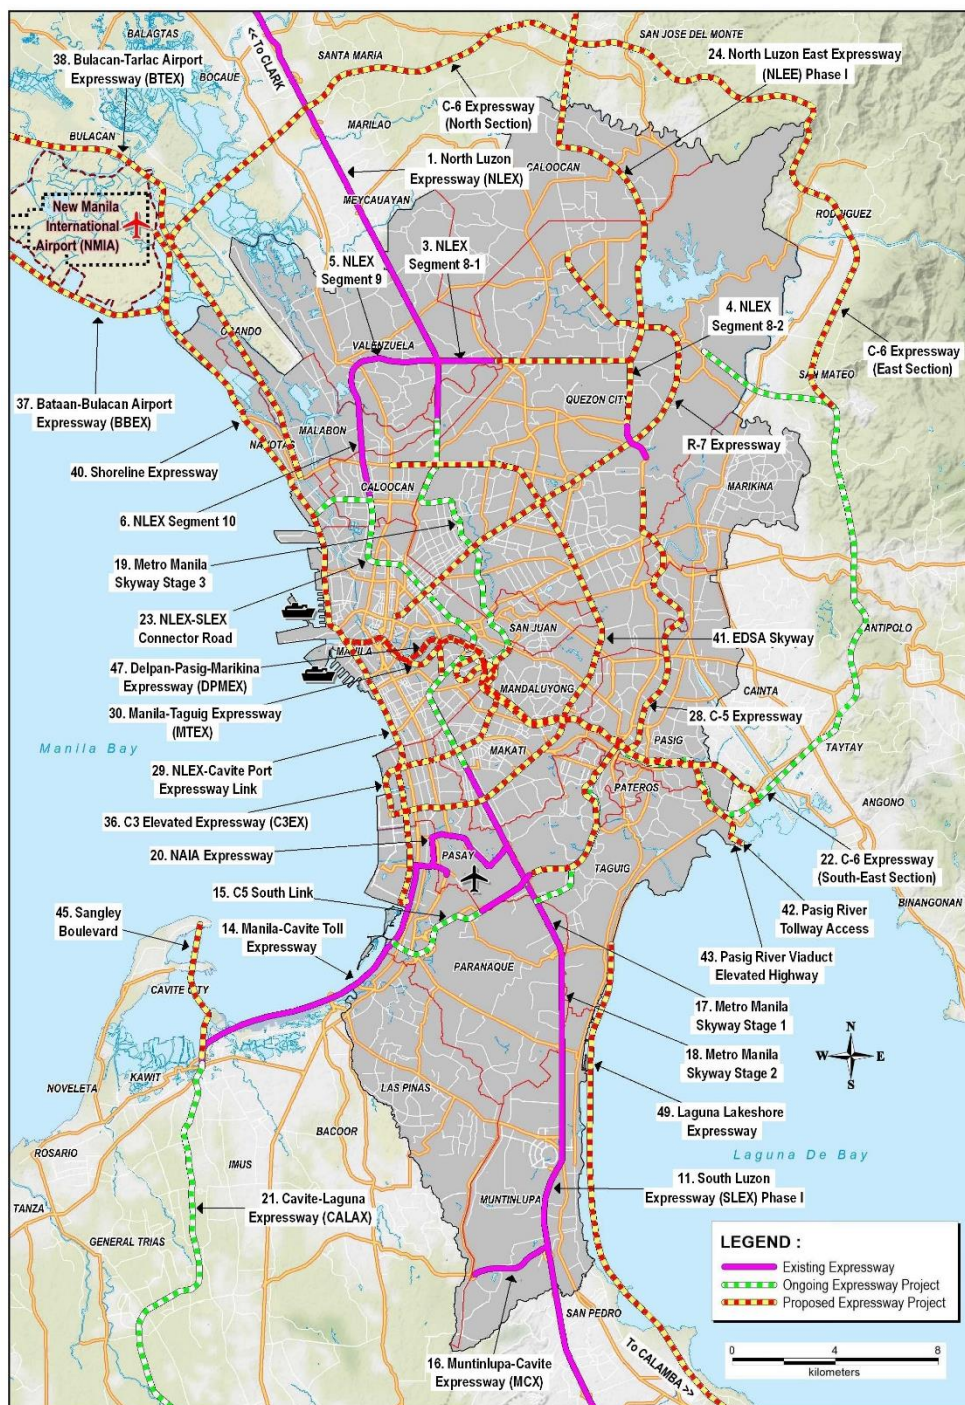 BALAGTAS
<< To CLARK
SAN JOSE DEL MONTE
38. Bulacan-Tarlac Airport
Expressway (BTEX)
SANTA MARIA
24. North Luzon East Expressway
(NLEE) Phase I
BOCAUE
C-6 Expressway
(North Section)
BULACAN
MARILAO
1. North Luzon
Expressway (NLEX)
CALOOCAN
MEYCAUAYAN
New Manila
International
Airport (NMIA)
RODRIGUEZ
5. NLEX
Segment 9
3. NLEX
Segment 8-1
4. NLEX
Segment 8-2
OBANDO
VALENZUELA
C-6 Expressway
(East Section)
SAN MATEO
37. Bataan-Bulacan Airport
Expressway (BBEX)
QUEZON CITY
MALABON
NAVOTAS
R-7 Expressway
40. Shoreline Expressway
CALOOCAN
MARIKINA
6. NLEX Segment 10
19. Metro Manila
Skyway Stage 3
23. NLEX-SLEX
Connector Road
SAN JUAN
41. EDSA Skyway
ANTIPOLO
MANILA
47. Delpan-Pasig-Marikina
Expressway (DPMEX)
MANDALUYONG
CAINTA
30. Manila-Taguig Expressway
(MTEX)
28. C-5 Expressway
Manila Bay
MAKATI
PASIG
TAYTAY
29. NLEX-Cavite Port
Expressway Link
PATEROS
ANGONO
36. C3 Elevated Expressway (C3EX)
20. NAIA Expressway
PASAY
TAGUIG
22. C-6 Expressway
(South-East Section)
15. C5 South Link
BINANGONAN
45. Sangley
Boulevard
14. Manila-Cavite Toll
Expressway
42. Pasig River
Tollway Access
43. Pasig River Viaduct
Elevated Highway
PARANAQUE
CAVITE CITY
17. Metro Manila
Skyway Stage 1
N
W E
S
18. Metro Manila
Skyway Stage 2
KAWIT
NOVELETA
LAS PINAS
49. Laguna Lakeshore
Expressway
BACOOR
ROSARIO
IMUS
Laguna De Bay
11. South Luzon
Expressway (SLEX) Phase I
MUNTINLUPA
TANZA
21. Cavite-Laguna
Expressway (CALAX)
GENERAL TRIAS
LEGEND :
Existing Expressway
Ongoing Expressway Project
Proposed Expressway Project
SAN PEDRO
To CALAMBA >>
16. Muntinlupa-Cavite
Expressway (MCX)
0 4 8
kilometers